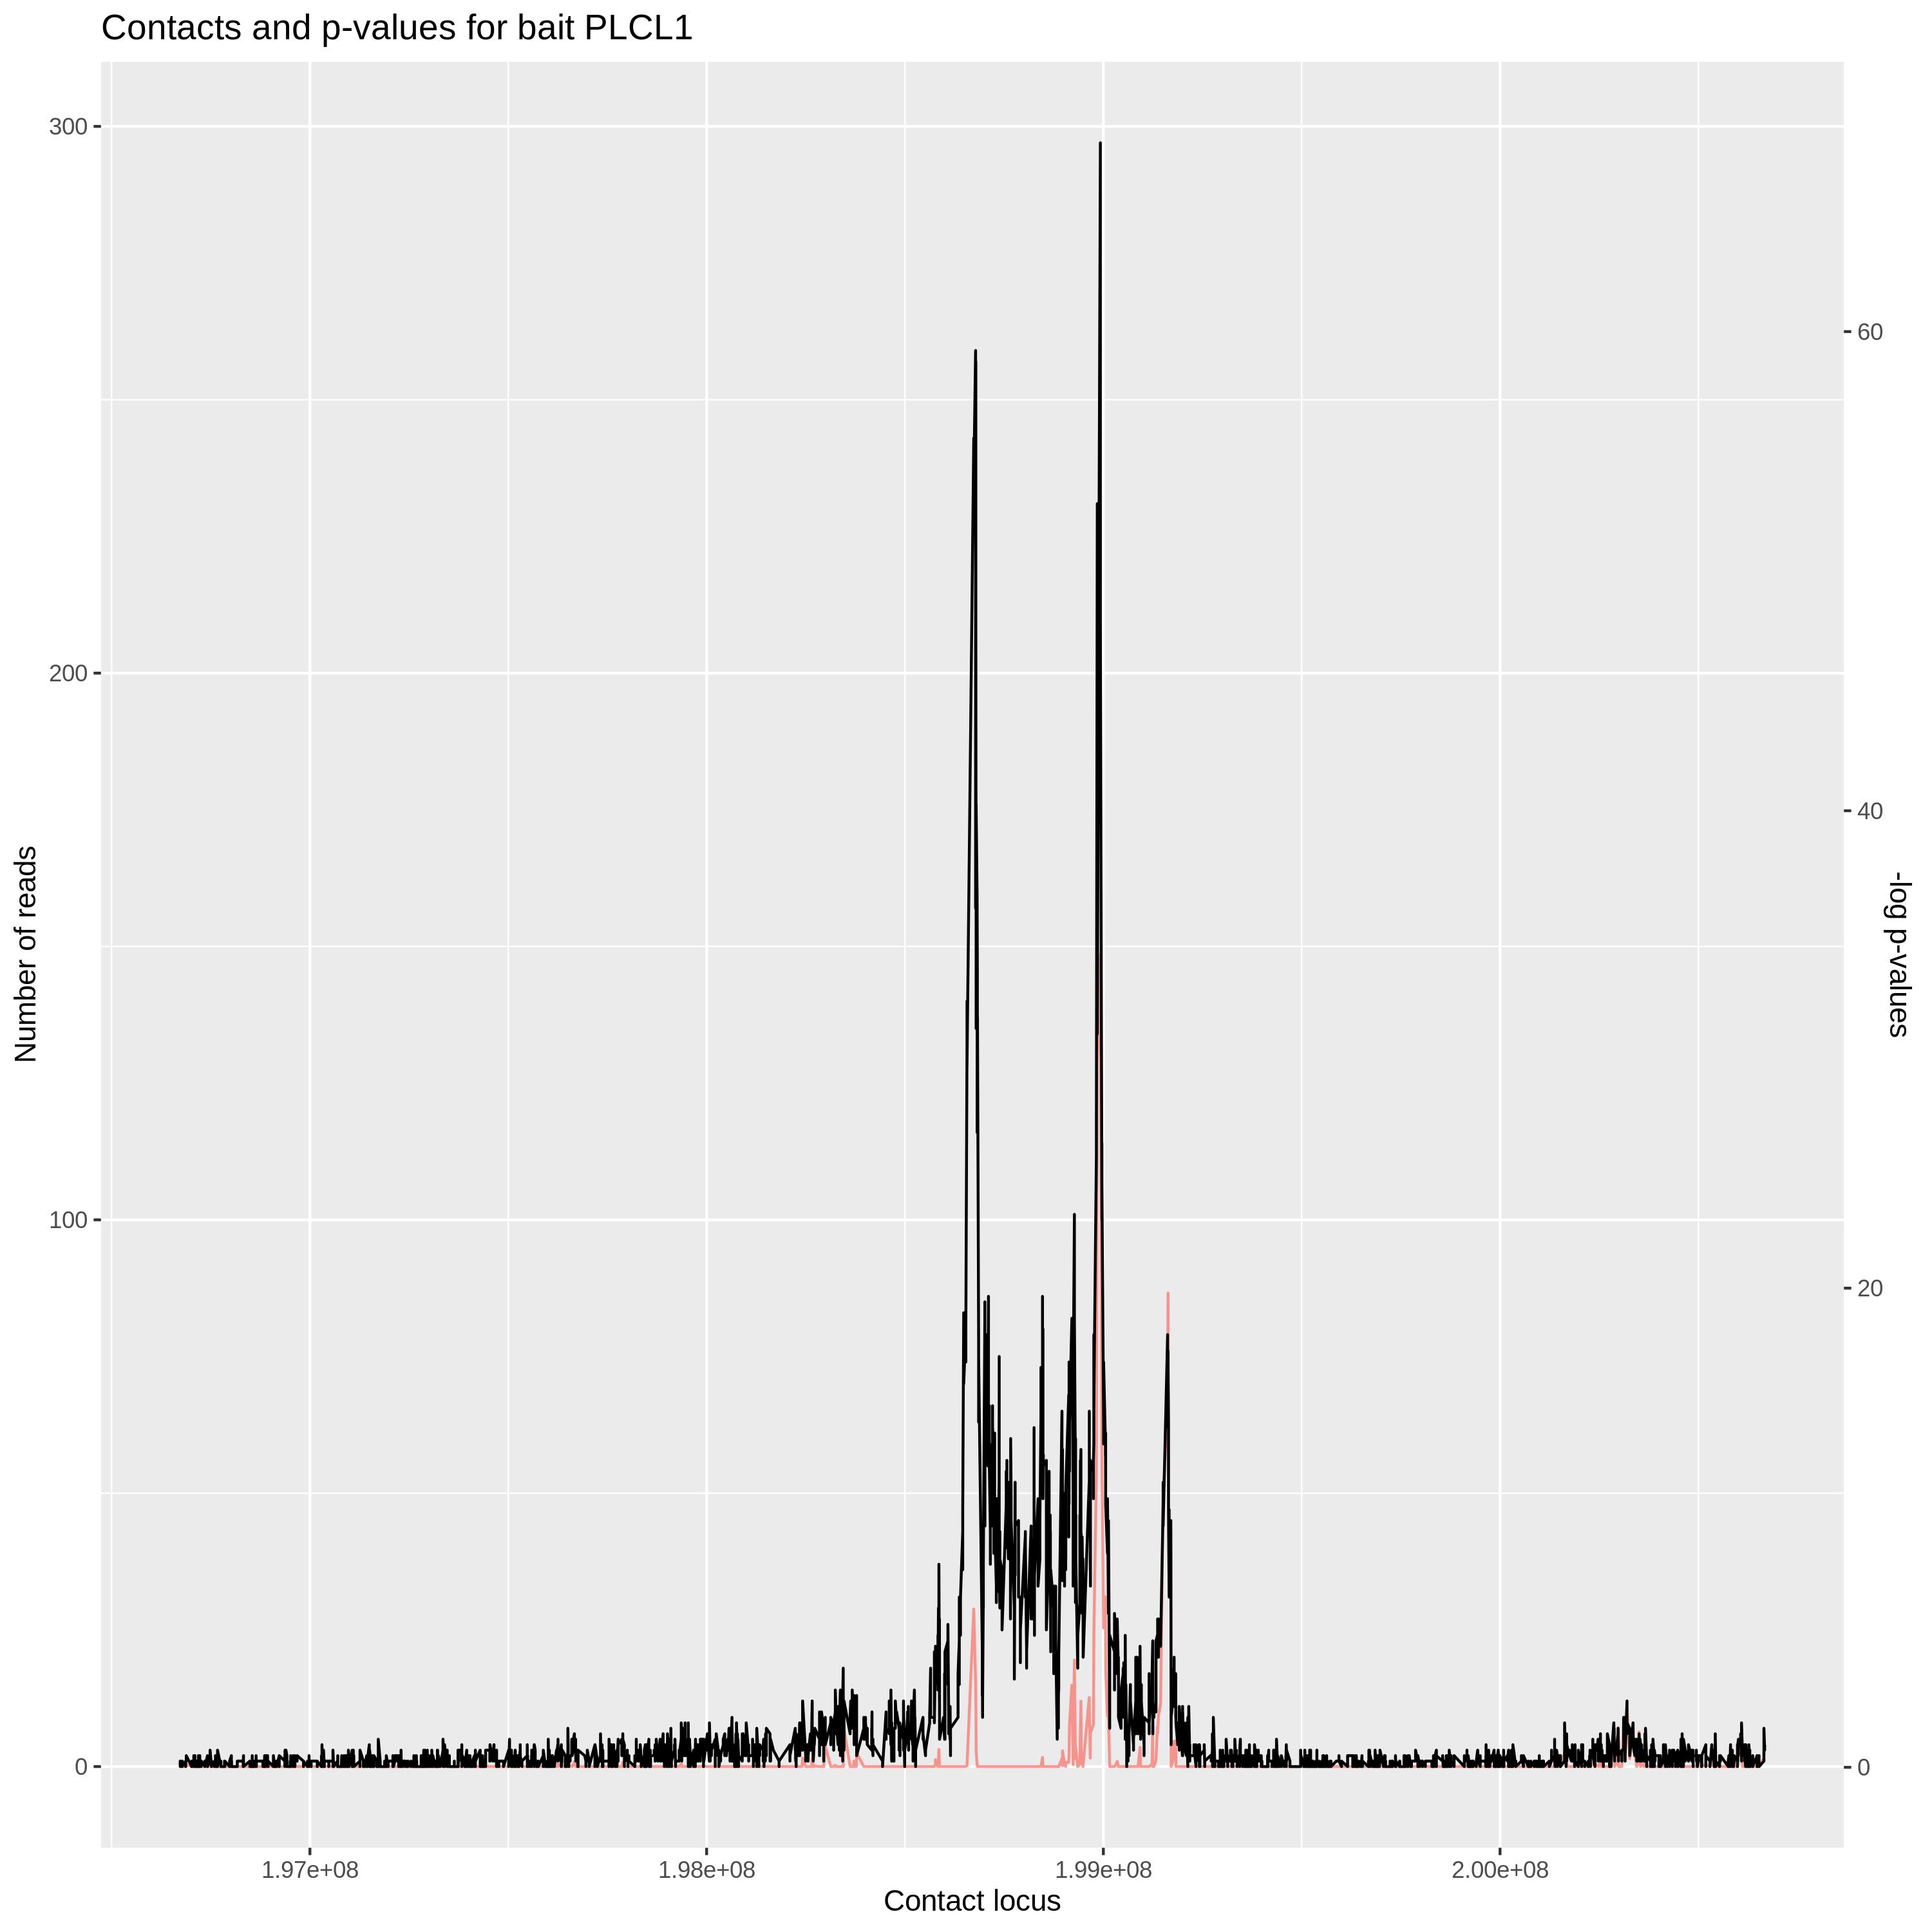 Contacts and p-values for bait PLCL1
300
200
100
0
Number of reads
60
40
20
0
-log p-values
1.97e+08
1.98e+08
1.99e+08
2.00e+08
Contact locus